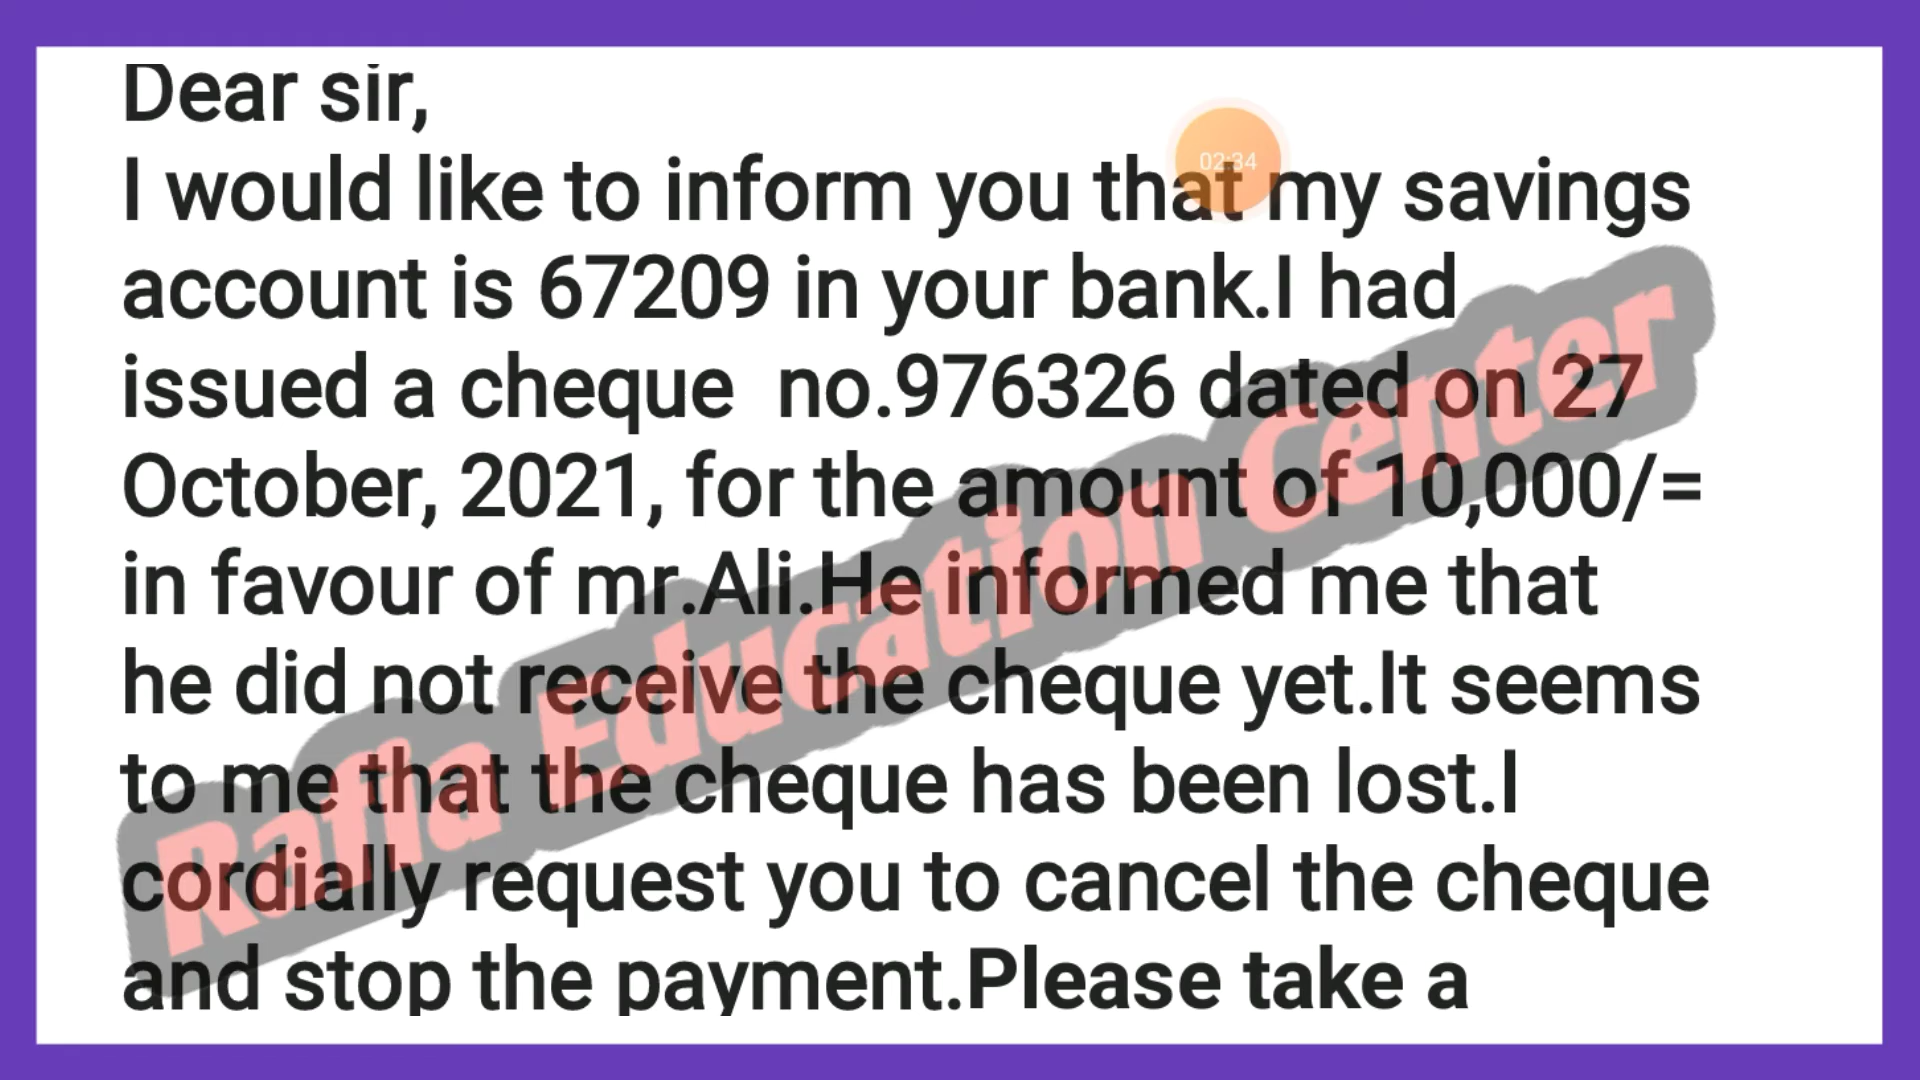 Dear sir,
02:34
I would like to inform you that my savings
account is 67209 in your bank.I had
issued a cheque  no.976326 dated on 27
October, 2021, for the amount of 10,000/=
in favour of mr.Ali.He informed me that
he did not receive the cheque yet.It seems
to me that the cheque has been lost.I
cordially request you to cancel the cheque
and stop the payment.Please take a
Rafia Education Center